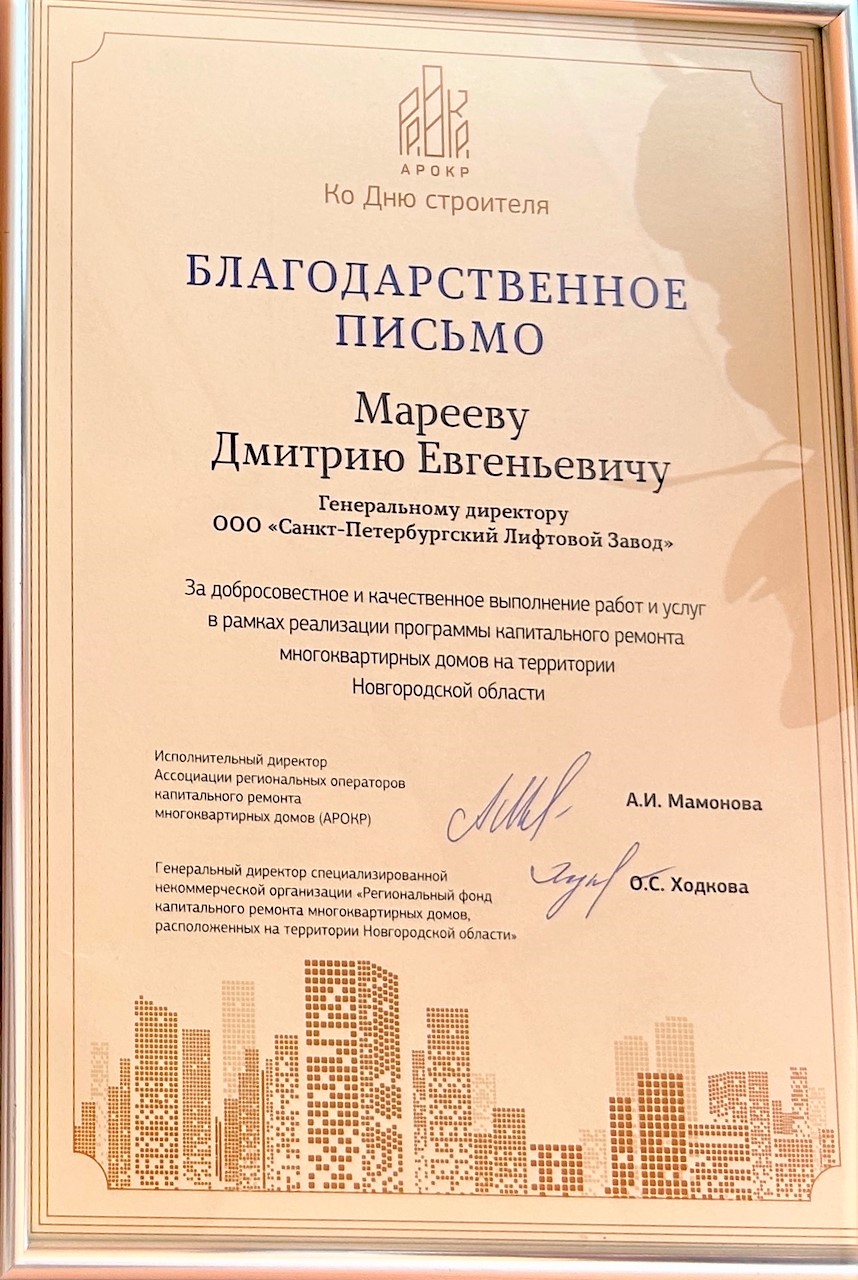 АРОКР
Ко Дню строителя
БЛАГОДАРСТВЕННОЕ
ПИСЬМО
Марееву
Дмитрию Евгеньевичу
Генеральному директору
ООО «Санкт-Петербургский Лифтовой Завод»
За добросовестное и качественное выполнение работ и услуг
в рамках реализации программы капитального ремонта
многоквартирных домов на территории
Новгородской области
Исполнительный директор
Ассоциации региональных операторов
капитального ремонта
многоквартирных домов (АРОКР)
А.И. Мамонова
Генеральный директор специализированной
некоммерческой организации «Региональный фонд
капитального ремонта многоквартирных домов,
расположенных на территории Новгородской области»
О.С. Ходкова